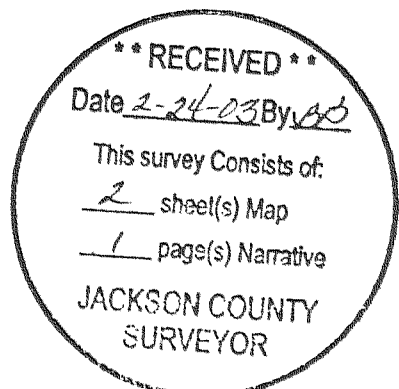 ** RECEIVED **
Date 2-24-03 By
This survey Consists of:
2 sheet(s) Map
1 page(s) Narrative
JACKSON COUNTY
SURVEYOR